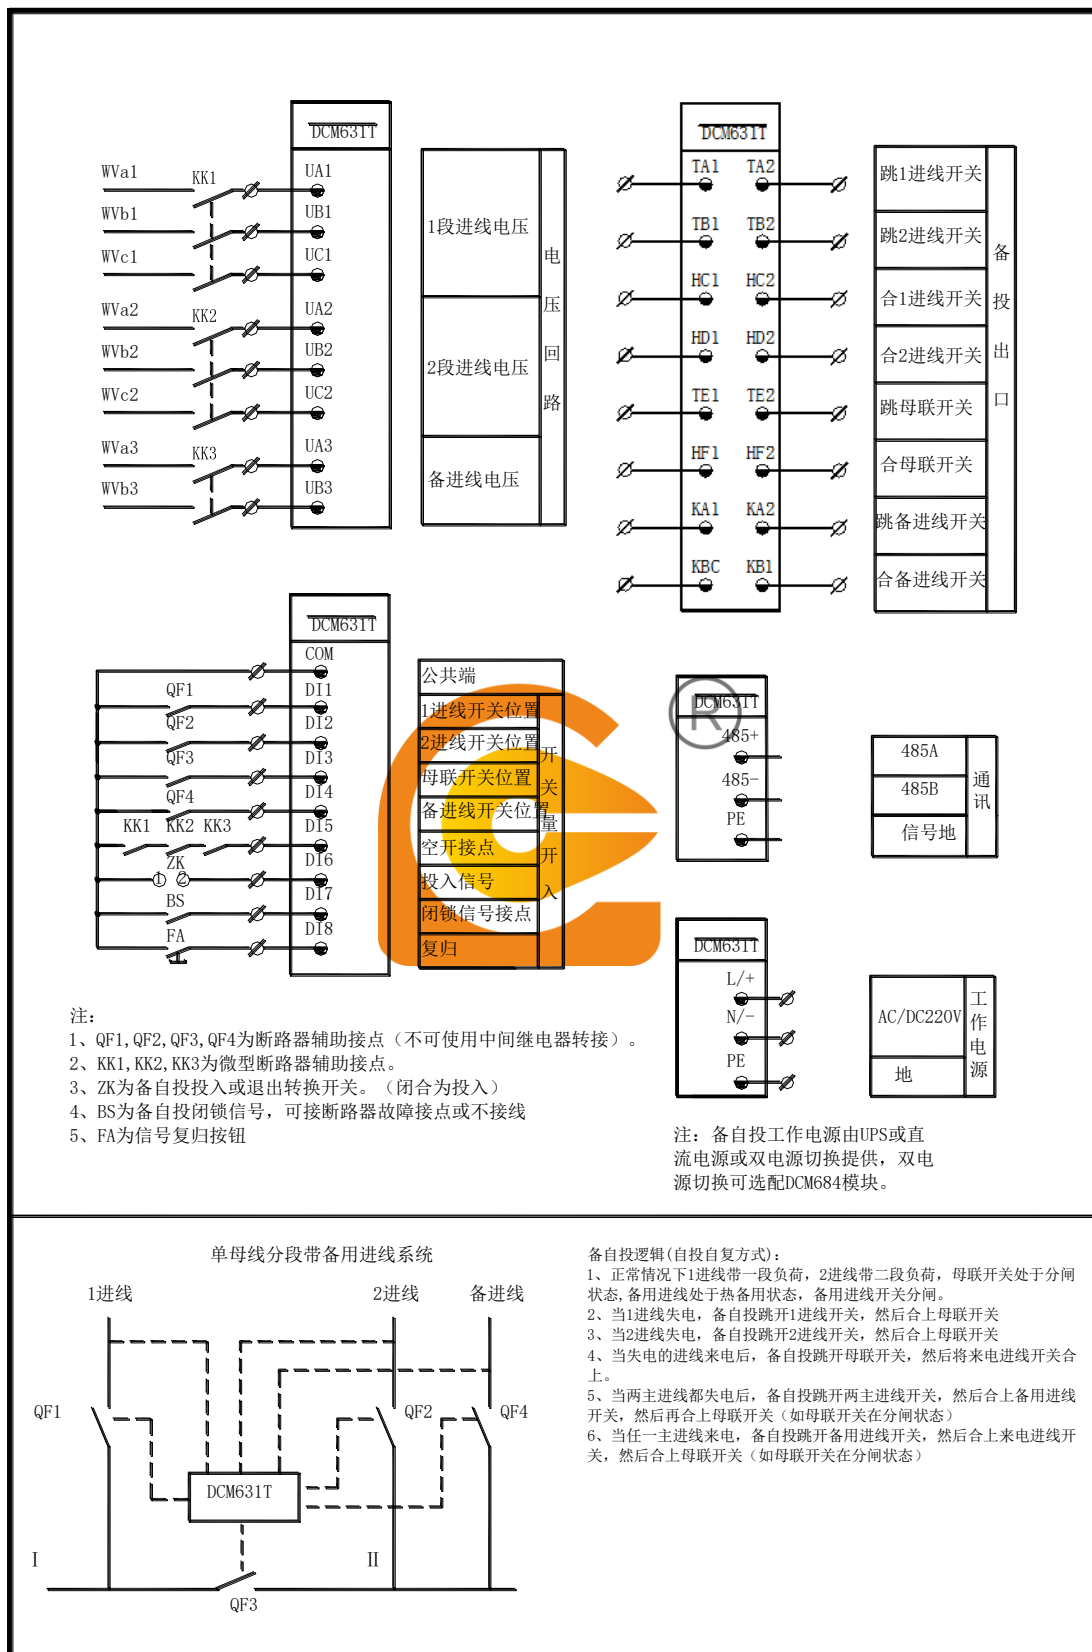 DCM631T
WVa1
KK1
UA1
WVb1
UB1
WVc1
UC1
WVa2
KK2
UA2
WVb2
UB2
WVc2
UC2
WVa3
KK3
UA3
WVb3
UB3
1段进线电压
2段进线电压
备进线电压
电压回路
DCM631T
TA1 TA2
TB1 TB2
HC1 HC2
HD1 HD2
TE1 TE2
HF1 HF2
KA1 KA2
KBC KB1
跳1进线开关
跳2进线开关
合1进线开关
合2进线开关
跳母联开关
合母联开关
跳备进线开关
合备进线开关
备投出口
DCM631T
COM
QF1
DI1
QF2
DI2
QF3
DI3
QF4
DI4
KK1 KK2 KK3
DI5
ZK
1 2
DI6
BS
DI7
FA
DI8
公共端
1进线开关位置
2进线开关位置
母联开关位置
备进线开关位置
空开接点
投入信号
闭锁信号接点
复归
开关量开入
R
DCM631T
485+
485-
PE
485A
485B
信号地
通讯
DCM631T
L/+
N/-
PE
AC/DC220V
地
工作电源
注：
1、QF1,QF2,QF3,QF4为断路器辅助接点（不可使用中间继电器转接）。
2、KK1,KK2,KK3为微型断路器辅助接点。
3、ZK为备自投投入或退出转换开关。（闭合为投入）
4、BS为备自投闭锁信号，可接断路器故障接点或不接线
5、FA为信号复归按钮
注：备自投工作电源由UPS或直
流电源或双电源切换提供，双电
源切换可选配DCM684模块。
单母线分段带备用进线系统
1进线
2进线
备进线
QF1
QF2
QF4
DCM631T
I
II
QF3
备自投逻辑(自投自复方式)：
1、正常情况下1进线带一段负荷，2进线带二段负荷，母联开关处于分闸
状态,备用进线处于热备用状态，备用进线开关分闸。
2、当1进线失电，备自投跳开1进线开关，然后合上母联开关
3、当2进线失电，备自投跳开2进线开关，然后合上母联开关
4、当失电的进线来电后，备自投跳开母联开关，然后将来电进线开关合
上。
5、当两主进线都失电后，备自投跳开两主进线开关，然后合上备用进线
开关，然后再合上母联开关（如母联开关在分闸状态）
6、当任一主进线来电，备自投跳开备用进线开关，然后合上来电进线开
关，然后合上母联开关（如母联开关在分闸状态）